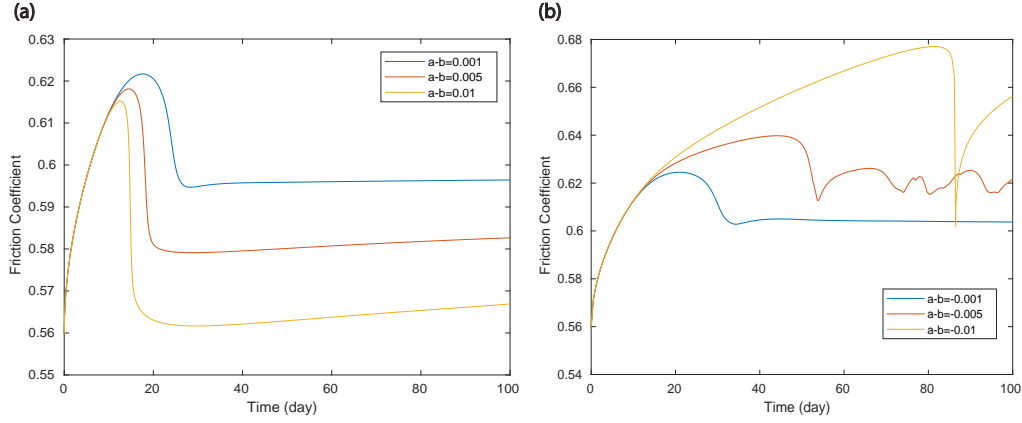 (a)
0.63
0.62
0.61
0.6
0.59
0.58
0.57
0.56
0.55
Friction Coefficient
0
20
40
60
80
100
Time (day)
a-b=0.001
a-b=0.005
a-b=0.01
(b)
0.68
0.66
0.64
0.62
0.6
0.58
0.56
0.54
Friction Coefficient
0
20
40
60
80
100
Time (day)
a-b=-0.001
a-b=-0.005
a-b=-0.01